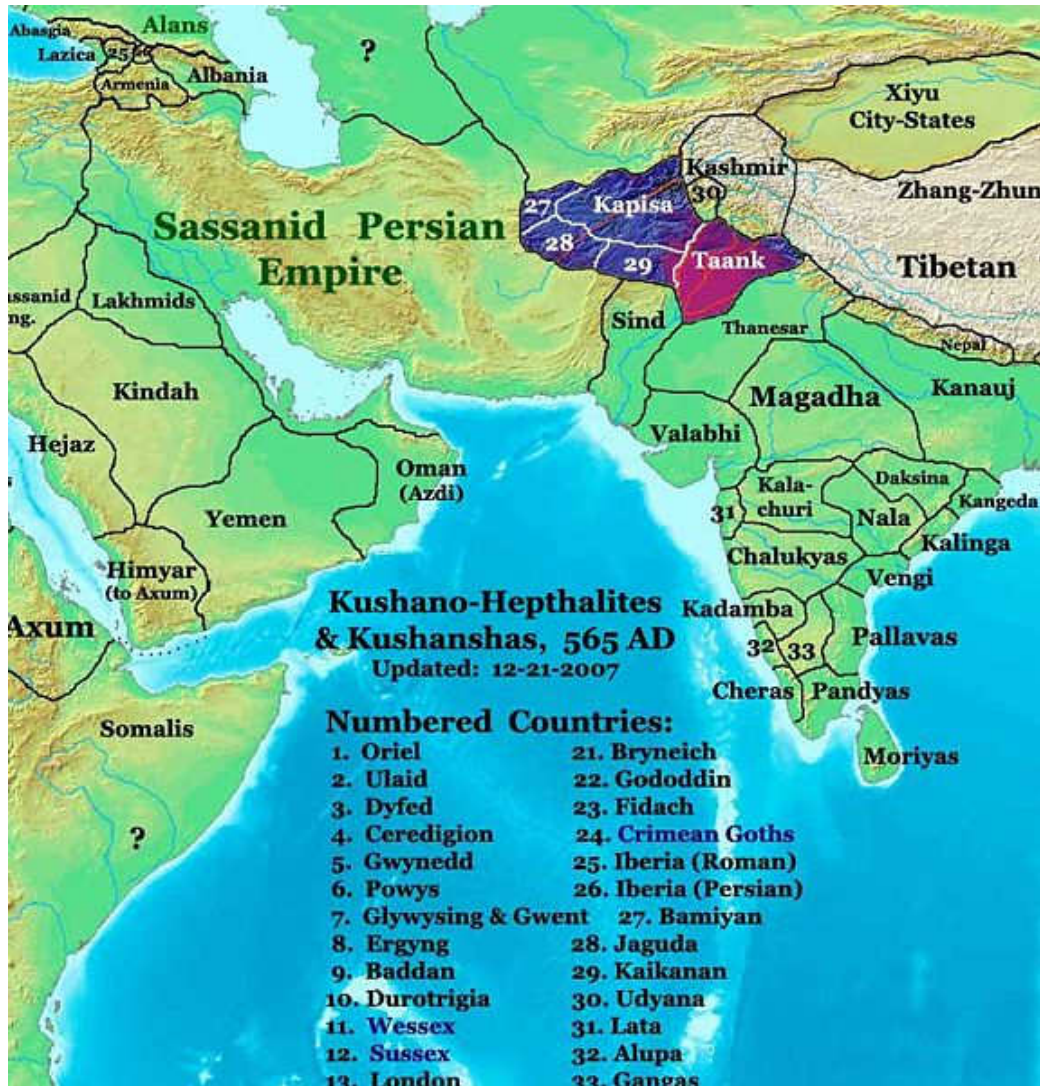 Abasgia
Alans
?
Lazica
25
Albania
Armenia
Xiyu
City-States
Kashmir
Zhang-Zhun
30
27
Kapisa
Sassanid Persian
Empire
28
29
Taank
Tibetan
Lakhmids
Sind
Thanesar
Nepal
Kindah
Magadha
Kanauj
Hejaz
Valabhi
Oman
(Azdi)
Daksina
Kala-
churi
Kangeda
31
Nala
Yemen
Kalinga
Chalukyas
Vengi
Himyar
(to Axum)
Kushano-Hepthalites
& Kushanshas, 565 AD
Updated: 12-21-2007
Kadamba
Axum
32
33
Pallavas
Cheras
Pandyas
Somalis
Moriyas
?
Numbered Countries:
1. Oriel
2. Ulaid
3. Dyfed
4. Ceredigion
5. Gwynedd
6. Powys
7. Glywysing & Gwent
8. Ergyng
9. Baddan
10. Durotrigia
11. Wessex
12. Sussex
13. London
21. Bryneich
22. Gododdin
23. Fidach
24. Crimean Goths
25. Iberia (Roman)
26. Iberia (Persian)
27. Bamiyan
28. Jaguda
29. Kaikanan
30. Udyana
31. Lata
32. Alupa
33. Gangas